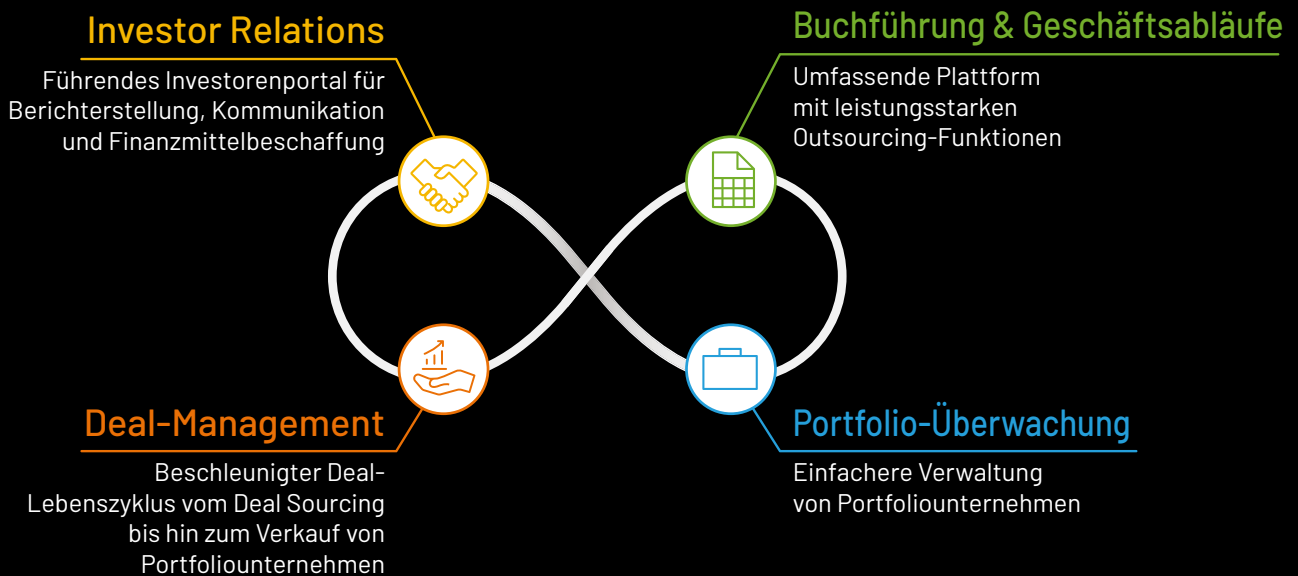 Investor Relations
Führendes Investorenportal für
Berichterstellung, Kommunikation
und Finanzmittelbeschaffung
Buchführung & Geschäftsabläufe
Umfassende Plattform
mit leistungsstarken
Outsourcing-Funktionen
Deal-Management
Beschleunigter Deal-
Lebenszyklus vom Deal Sourcing
bis hin zum Verkauf von
Portfoliounternehmen
Portfolio-Überwachung
Einfachere Verwaltung
von Portfoliounternehmen